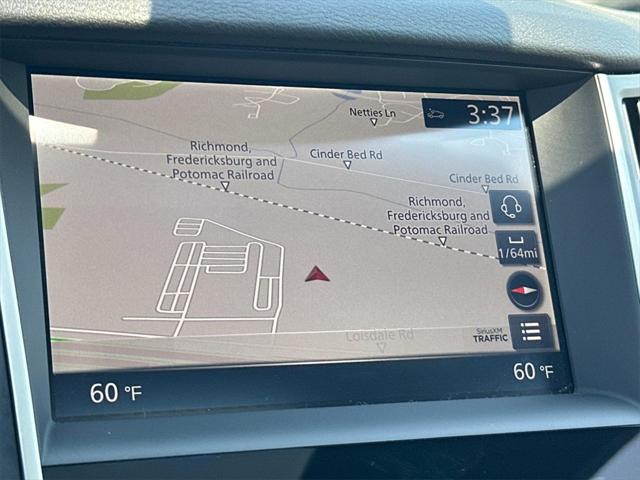 Netties Ln
3:37
Richmond,
Fredericksburg and
Potomac Railroad
Cinder Bed Rd
Cinder Bed Rd
Richmond,
Fredericksburg and
Potomac Railroad
1/64mi
Loisdale Rd
SiriusXM
TRAFFIC
60 °F
60 °F